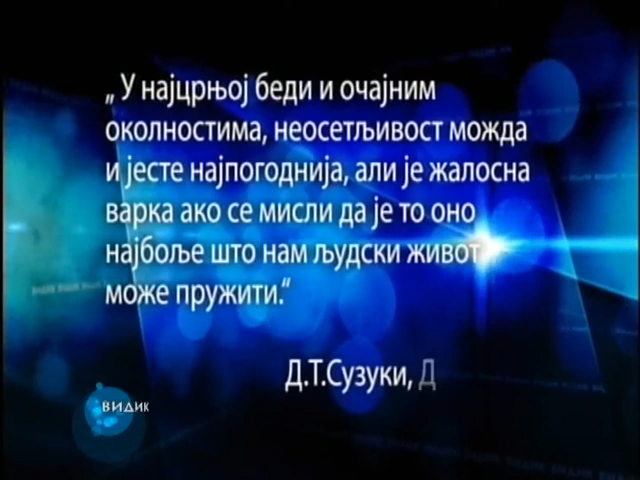 „ У најцрњој беди и очајним
околностима, неосетљивост можда
и јесте најпогоднија, али је жалосна
варка ако се мисли да је то оно
најбоље што нам људски живот
може пружити.“
Д.Т.Сузуки, Д
ВИДИК